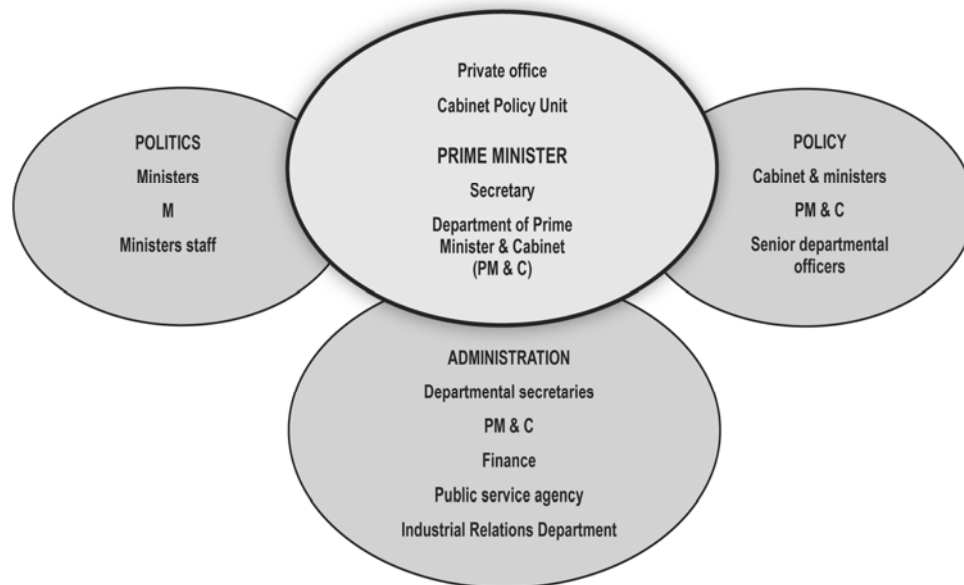 Private office
Cabinet Policy Unit
PRIME MINISTER
Secretary
Department of Prime
Minister & Cabinet
(PM & C)
POLITICS
Ministers
M
Ministers staff
POLICY
Cabinet & ministers
PM & C
Senior departmental
officers
ADMINISTRATION
Departmental secretaries
PM & C
Finance
Public service agency
Industrial Relations Department